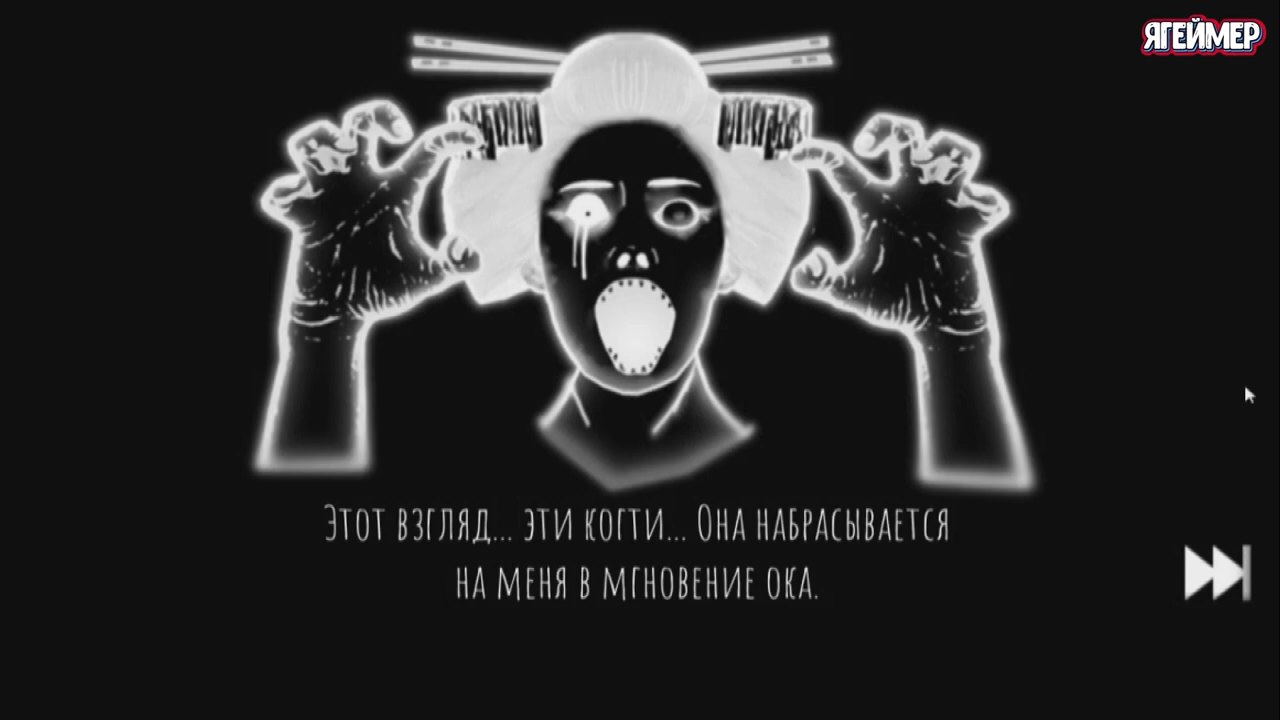 ЯГЕЙМЕР
Этот взгляд... эти когти... Она набрасывается
на меня в мгновение ока.